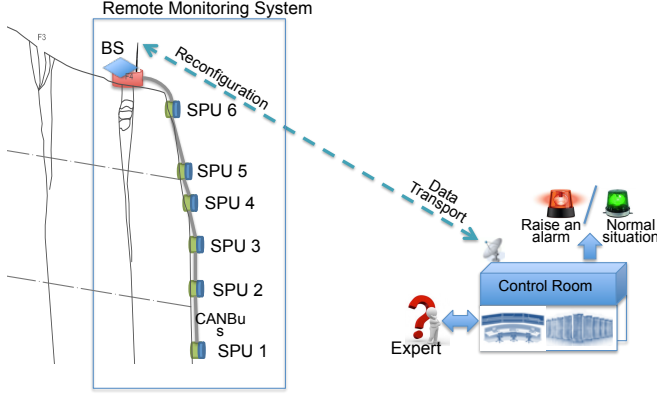 Remote Monitoring System
F3
BS
F2
Reconfiguration
SPU 6
SPU 5
SPU 4
SPU 3
SPU 2
CANBu
s
SPU 1
Data
Transport
Raise an
alarm
Normal
situation
Control Room
Expert